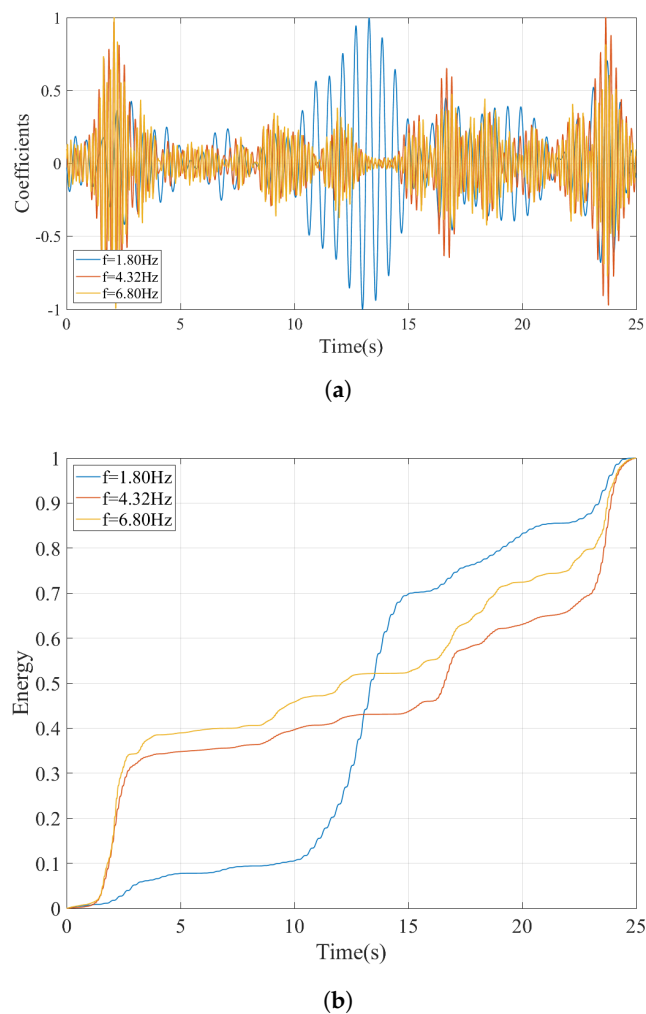 1
0.5
0
-0.5
-1
Coefficients
f=1.80Hz
f=4.32Hz
f=6.80Hz
0 5 10 15 20 25
Time(s)
(a)
1
0.9
0.8
0.7
0.6
0.5
0.4
0.3
0.2
0.1
0
Energy
f=1.80Hz
f=4.32Hz
f=6.80Hz
0 5 10 15 20 25
Time(s)
(b)